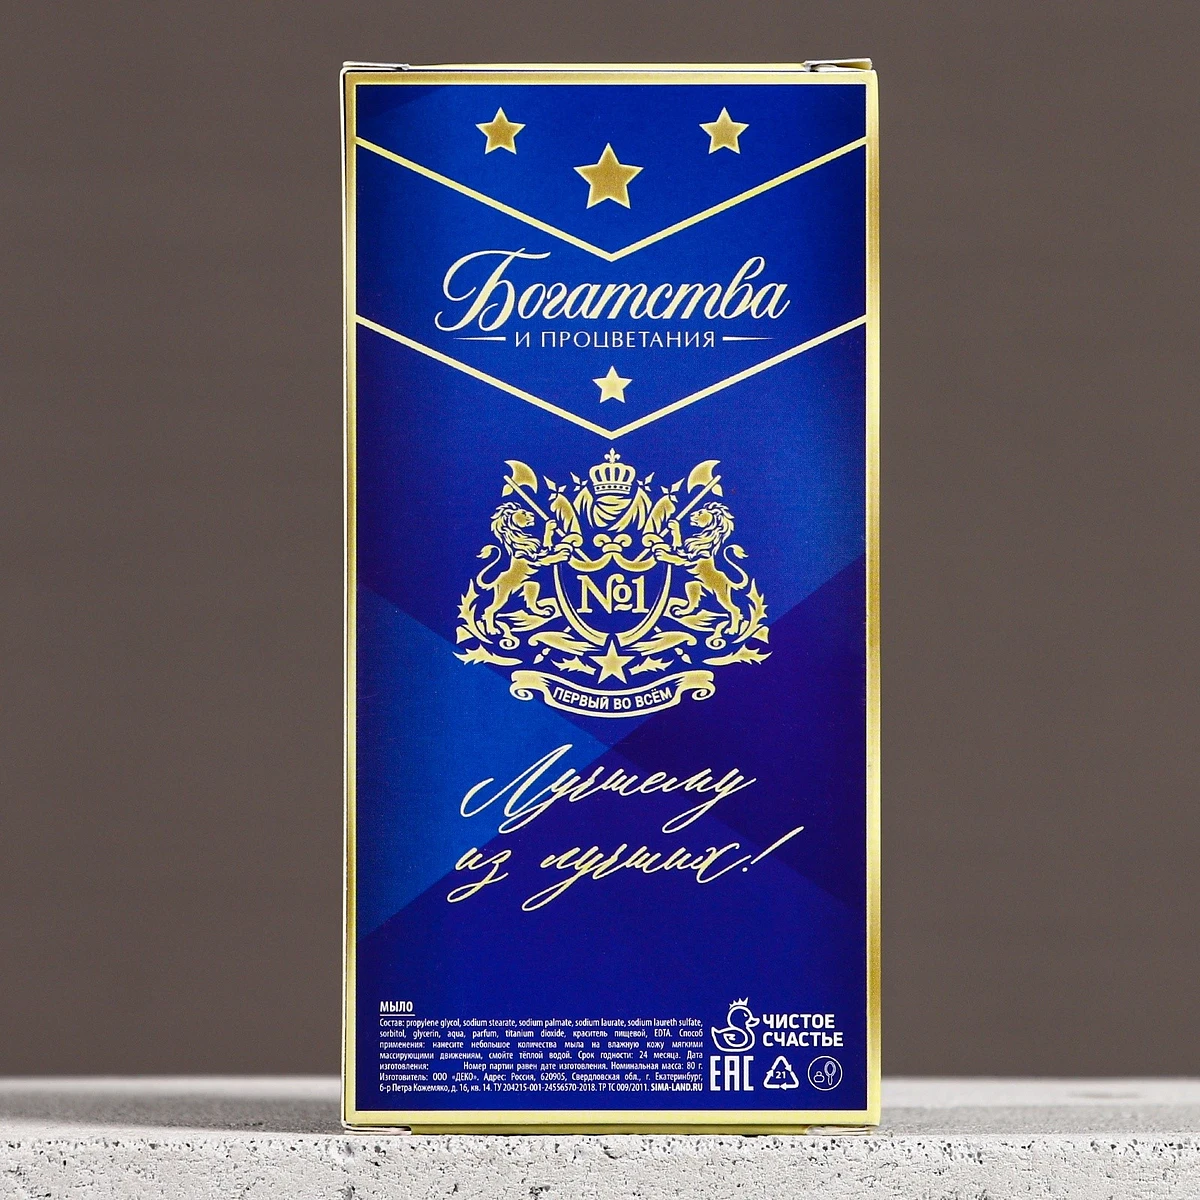 Богатства
И ПРОЦВЕТАНИЯ
№1
ПЕРВЫЙ ВО ВСЁМ
Лучшему
из лучших!
МЫЛО
Состав: propylene glycol, sodium stearate, sodium palmate, sodium laurate, sodium laureth sulfate,
sorbitol, glycerin, aqua, parfum, titanium dioxide, краситель пищевой, EDTA. Способ
применения: нанесите небольшое количества мыла на влажную кожу мягкими
массирующими движениям, смойте тёплой водой. Срок годности: 24 месяца. Дата
изготовления: Номер партии равен дате изготовления. Номинальная масса: 80 г.
Изготовитель: ООО «ДЕКО». Адрес: Россия, 620905, Свердловская обл., г. Екатеринбург,
б-р Петра Кожемяко, д. 16, кв. 14. ТУ 204215-001-24556570-2018. ТР ТС 009/2011. SIMA-LAND.RU
ЧИСТОЕ
СЧАСТЬЕ
EAC
21